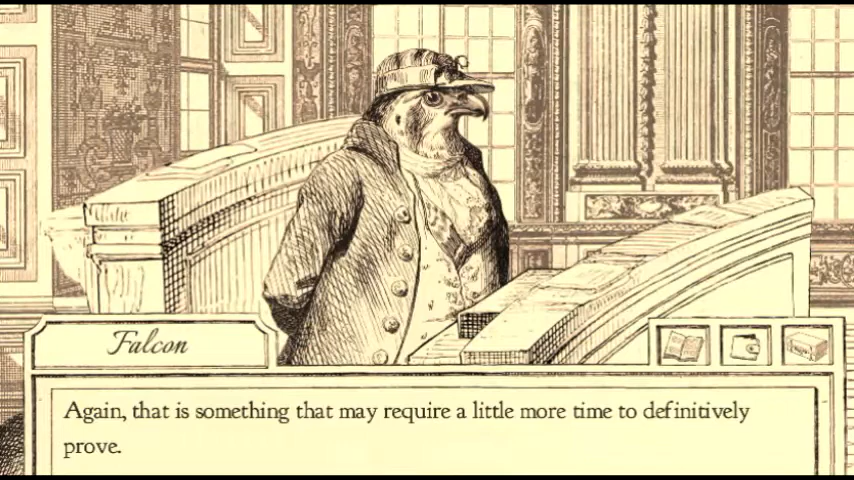 Falcon
Again, that is something that may require a little more time to definitively
prove.